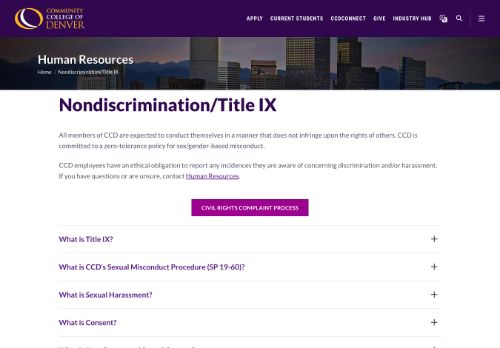 COMMUNITY
COLLEGE OF
DENVER
APPLY CURRENT STUDENTS CCDCONNECT GIVE INDUSTRY HUB
Human Resources
Home / Nondiscrimination/Title IX
Nondiscrimination/Title IX
All members of CCD are expected to conduct themselves in a manner that does not infringe upon the rights of others. CCD is
committed to a zero-tolerance policy for sex/gender-based misconduct.
CCD employees have an ethical obligation to report any incidences they are aware of concerning discrimination and/or harassment.
If you have questions or are unsure, contact Human Resources.
CIVIL RIGHTS COMPLAINT PROCESS
What is Title IX?
What is CCD's Sexual Misconduct Procedure (SP 19-60)?
What is Sexual Harassment?
What is Consent?